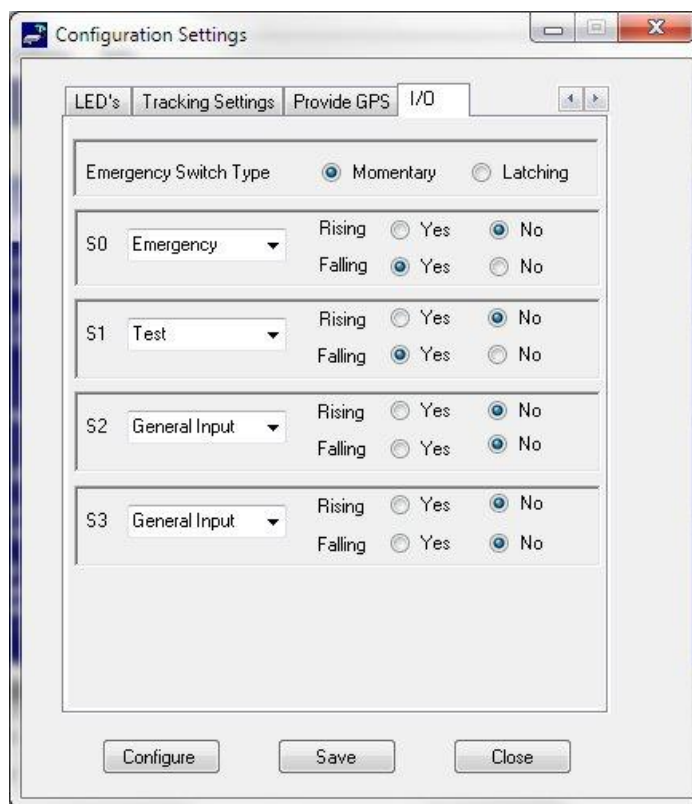 Configuration Settings
LED's Tracking Settings Provide GPS I/O
Emergency Switch Type Momentary Latching
S0 Emergency Rising Yes No
Falling Yes No
S1 Test Rising Yes No
Falling Yes No
S2 General Input Rising Yes No
Falling Yes No
S3 General Input Rising Yes No
Falling Yes No
Configure Save Close